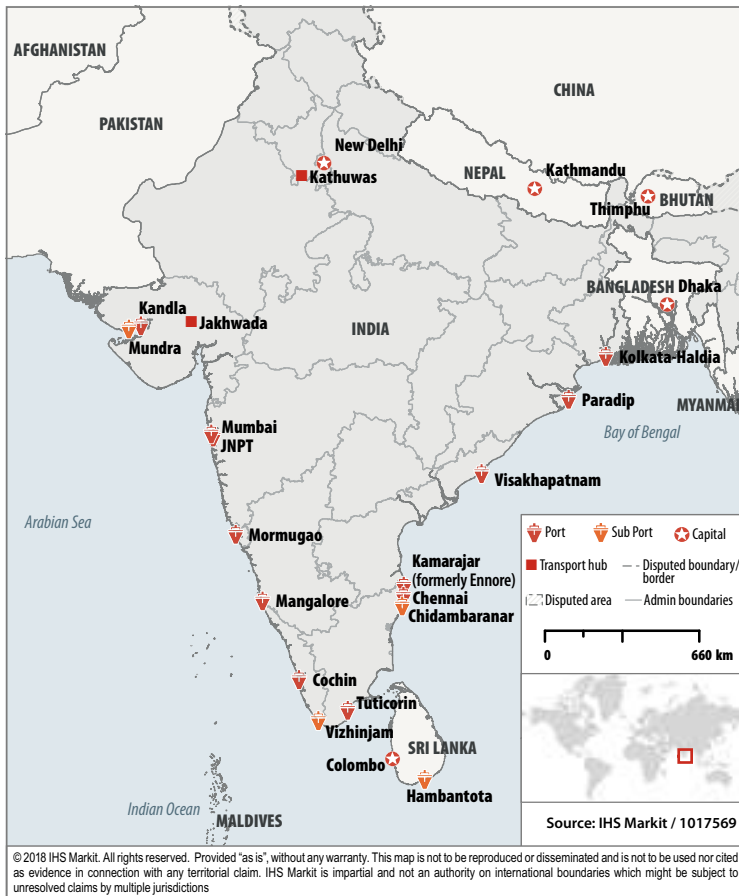 AFGHANISTAN
CHINA
PAKISTAN
New Delhi
Kathuwas
NEPAL
Kathmandu
Thimphu
BHUTAN
BANGLADESH
Dhaka
Kandla
Jakhwada
INDIA
Mundra
Kolkata-Haldia
Paradip
MYANMAR
Mumbai
JNPT
Bay of Bengal
Visakhapatnam
Arabian Sea
Mormugao
Kamarajar
(formerly Ennore)
Chennai
Chidambaranar
Mangalore
Cochin
Tuticorin
Vizhinjam
SRI LANKA
Colombo
Hambantota
Indian Ocean
MALDIVES
Port
Sub Port
Capital
Transport hub
Disputed boundary/
border
Disputed area
Admin boundaries
0
660 km
Source: IHS Markit / 1017569
© 2018 IHS Markit. All rights reserved. Provided “as is”, without any warranty. This map is not to be reproduced or disseminated and is not to be used nor cited
as evidence in connection with any territorial claim. IHS Markit is impartial and not an authority on international boundaries which might be subject to
unresolved claims by multiple jurisdictions